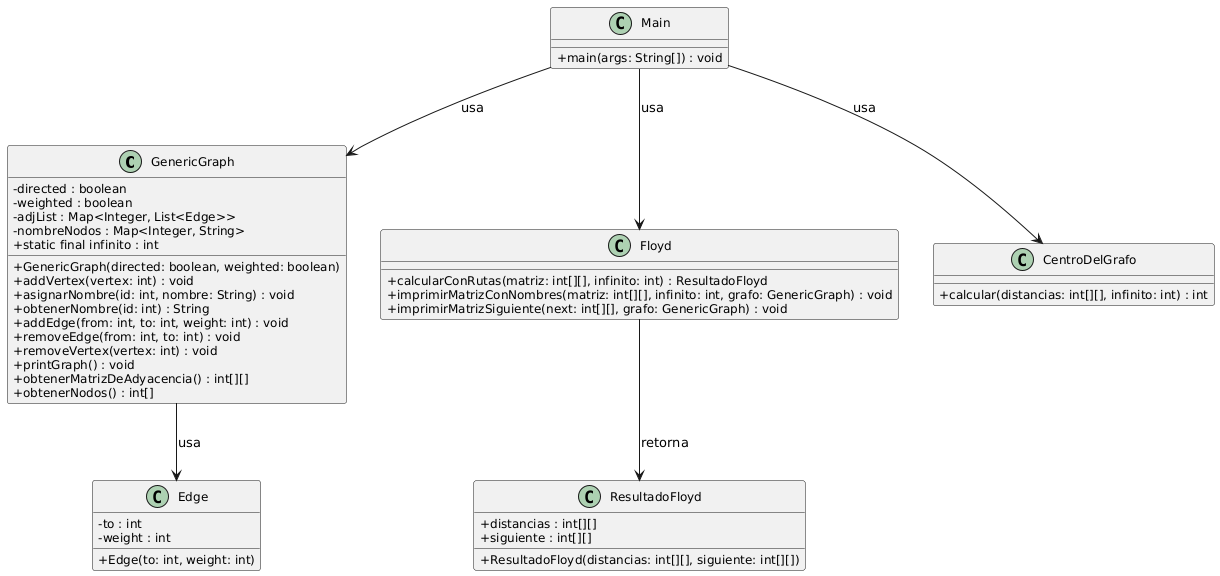 C Main
+main(args: String[]) : void
usa
usa
usa
C GenericGraph
-directed : boolean
-weighted : boolean
-adjList : Map<Integer, List<Edge>>
-nombreNodos : Map<Integer, String>
+static final infinito : int
+GenericGraph(directed: boolean, weighted: boolean)
+addVertex(vertex: int) : void
+asignarNombre(id: int, nombre: String) : void
+obtenerNombre(id: int) : String
+addEdge(from: int, to: int, weight: int) : void
+removeEdge(from: int, to: int) : void
+removeVertex(vertex: int) : void
+printGraph() : void
+obtenerMatrizDeAdyacencia() : int[][]
+obtenerNodos() : int[]
C Floyd
+calcularConRutas(matriz: int[][], infinito: int) : ResultadoFloyd
+imprimirMatrizConNombres(matriz: int[][], infinito: int, grafo: GenericGraph) : void
+imprimirMatrizSiguiente(next: int[][], grafo: GenericGraph) : void
C CentroDelGrafo
+calcular(distancias: int[][], infinito: int) : int
usa
retorna
C Edge
-to : int
-weight : int
+Edge(to: int, weight: int)
C ResultadoFloyd
+distancias : int[][]
+siguiente : int[][]
+ResultadoFloyd(distancias: int[][], siguiente: int[][])